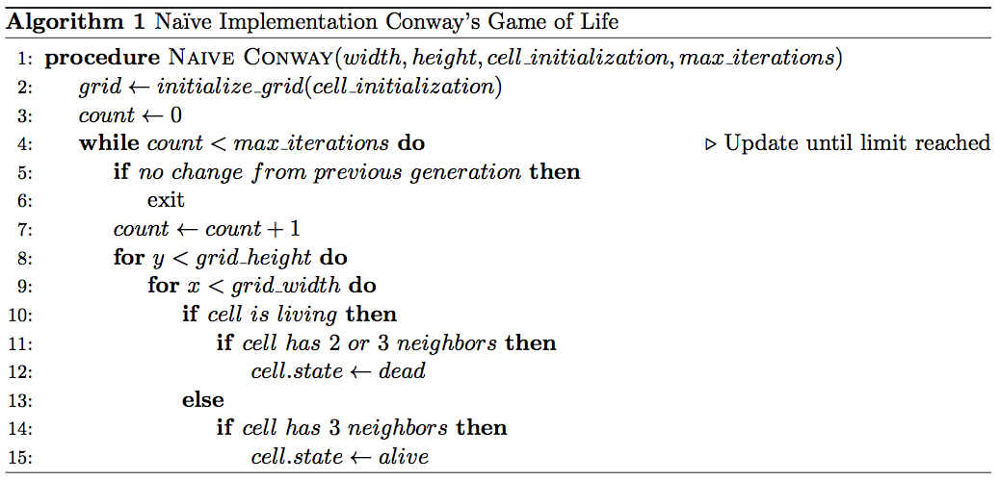 Algorithm 1 Naïve Implementation Conway's Game of Life
1: procedure NAIVE CONWAY(width, height, cell_initialization, max_iterations)
2: grid ← initialize_grid(cell_initialization)
3: count ← 0
4: while count < max_iterations do ▷ Update until limit reached
5: if no change from previous generation then
6: exit
7: count ← count + 1
8: for y < grid_height do
9: for x < grid_width do
10: if cell is living then
11: if cell has 2 or 3 neighbors then
12: cell.state ← dead
13: else
14: if cell has 3 neighbors then
15: cell.state ← alive